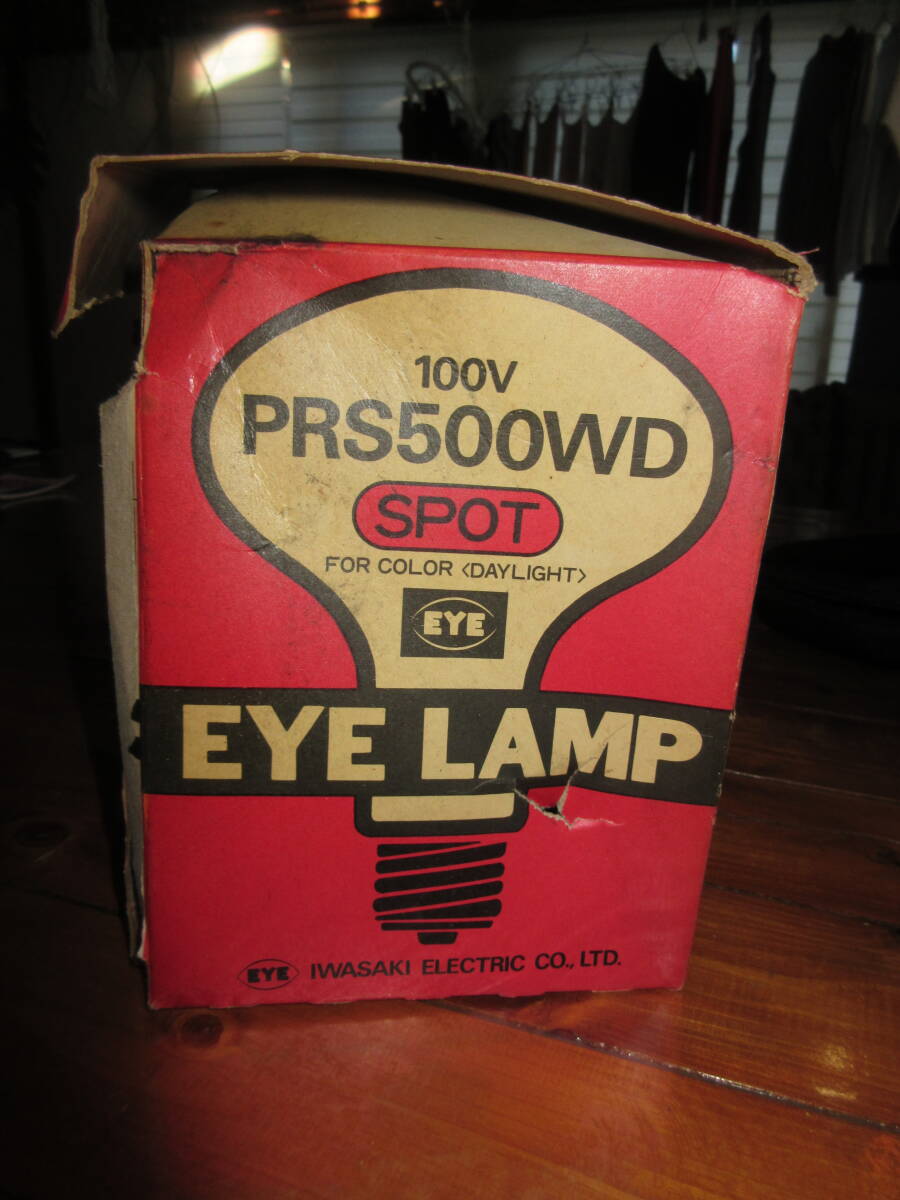 100V
PRS500WD
SPOT
FOR COLOR <DAYLIGHT>
EYE
EYE LAMP
EYE IWASAKI ELECTRIC CO., LTD.